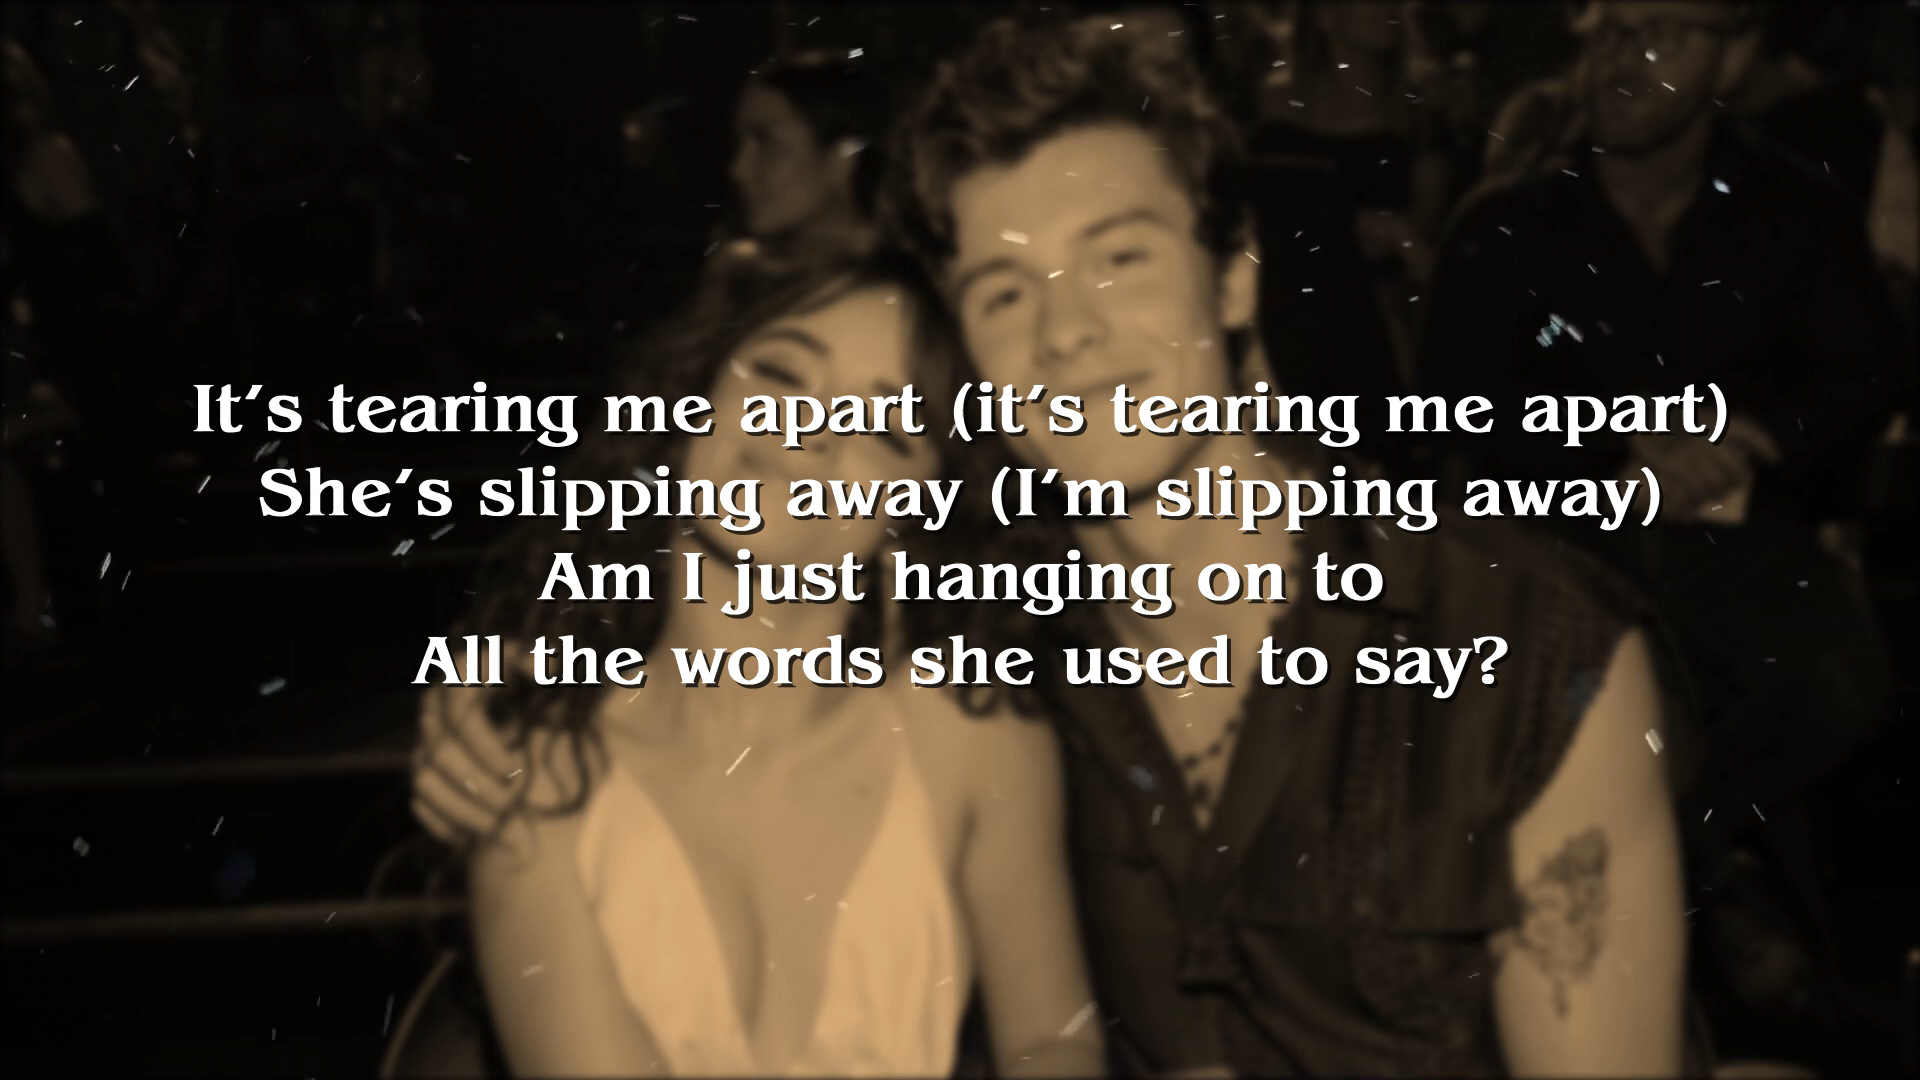 It's tearing me apart (it's tearing me apart)
She's slipping away (I'm slipping away)
Am I just hanging on to
All the words she used to say?